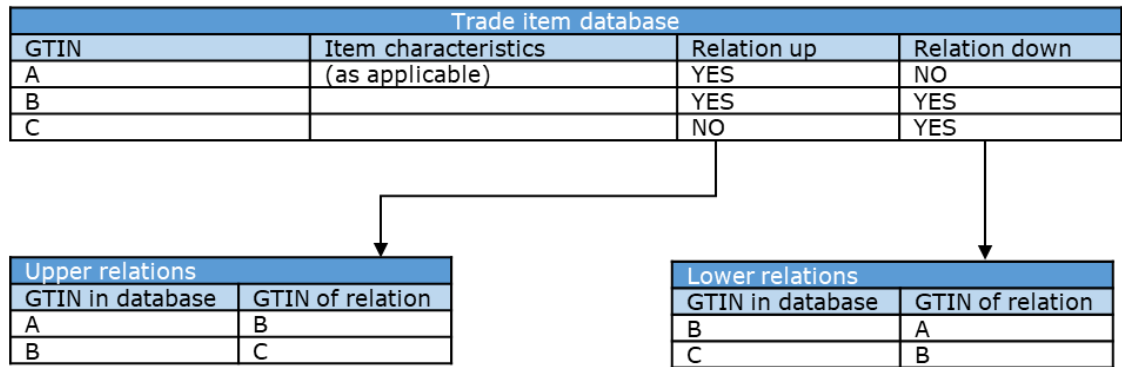 Trade item database
GTIN Item characteristics Relation up Relation down
A (as applicable) YES NO
B YES YES
C NO YES
Upper relations
GTIN in database GTIN of relation
A B
B C
Lower relations
GTIN in database GTIN of relation
B A
C B